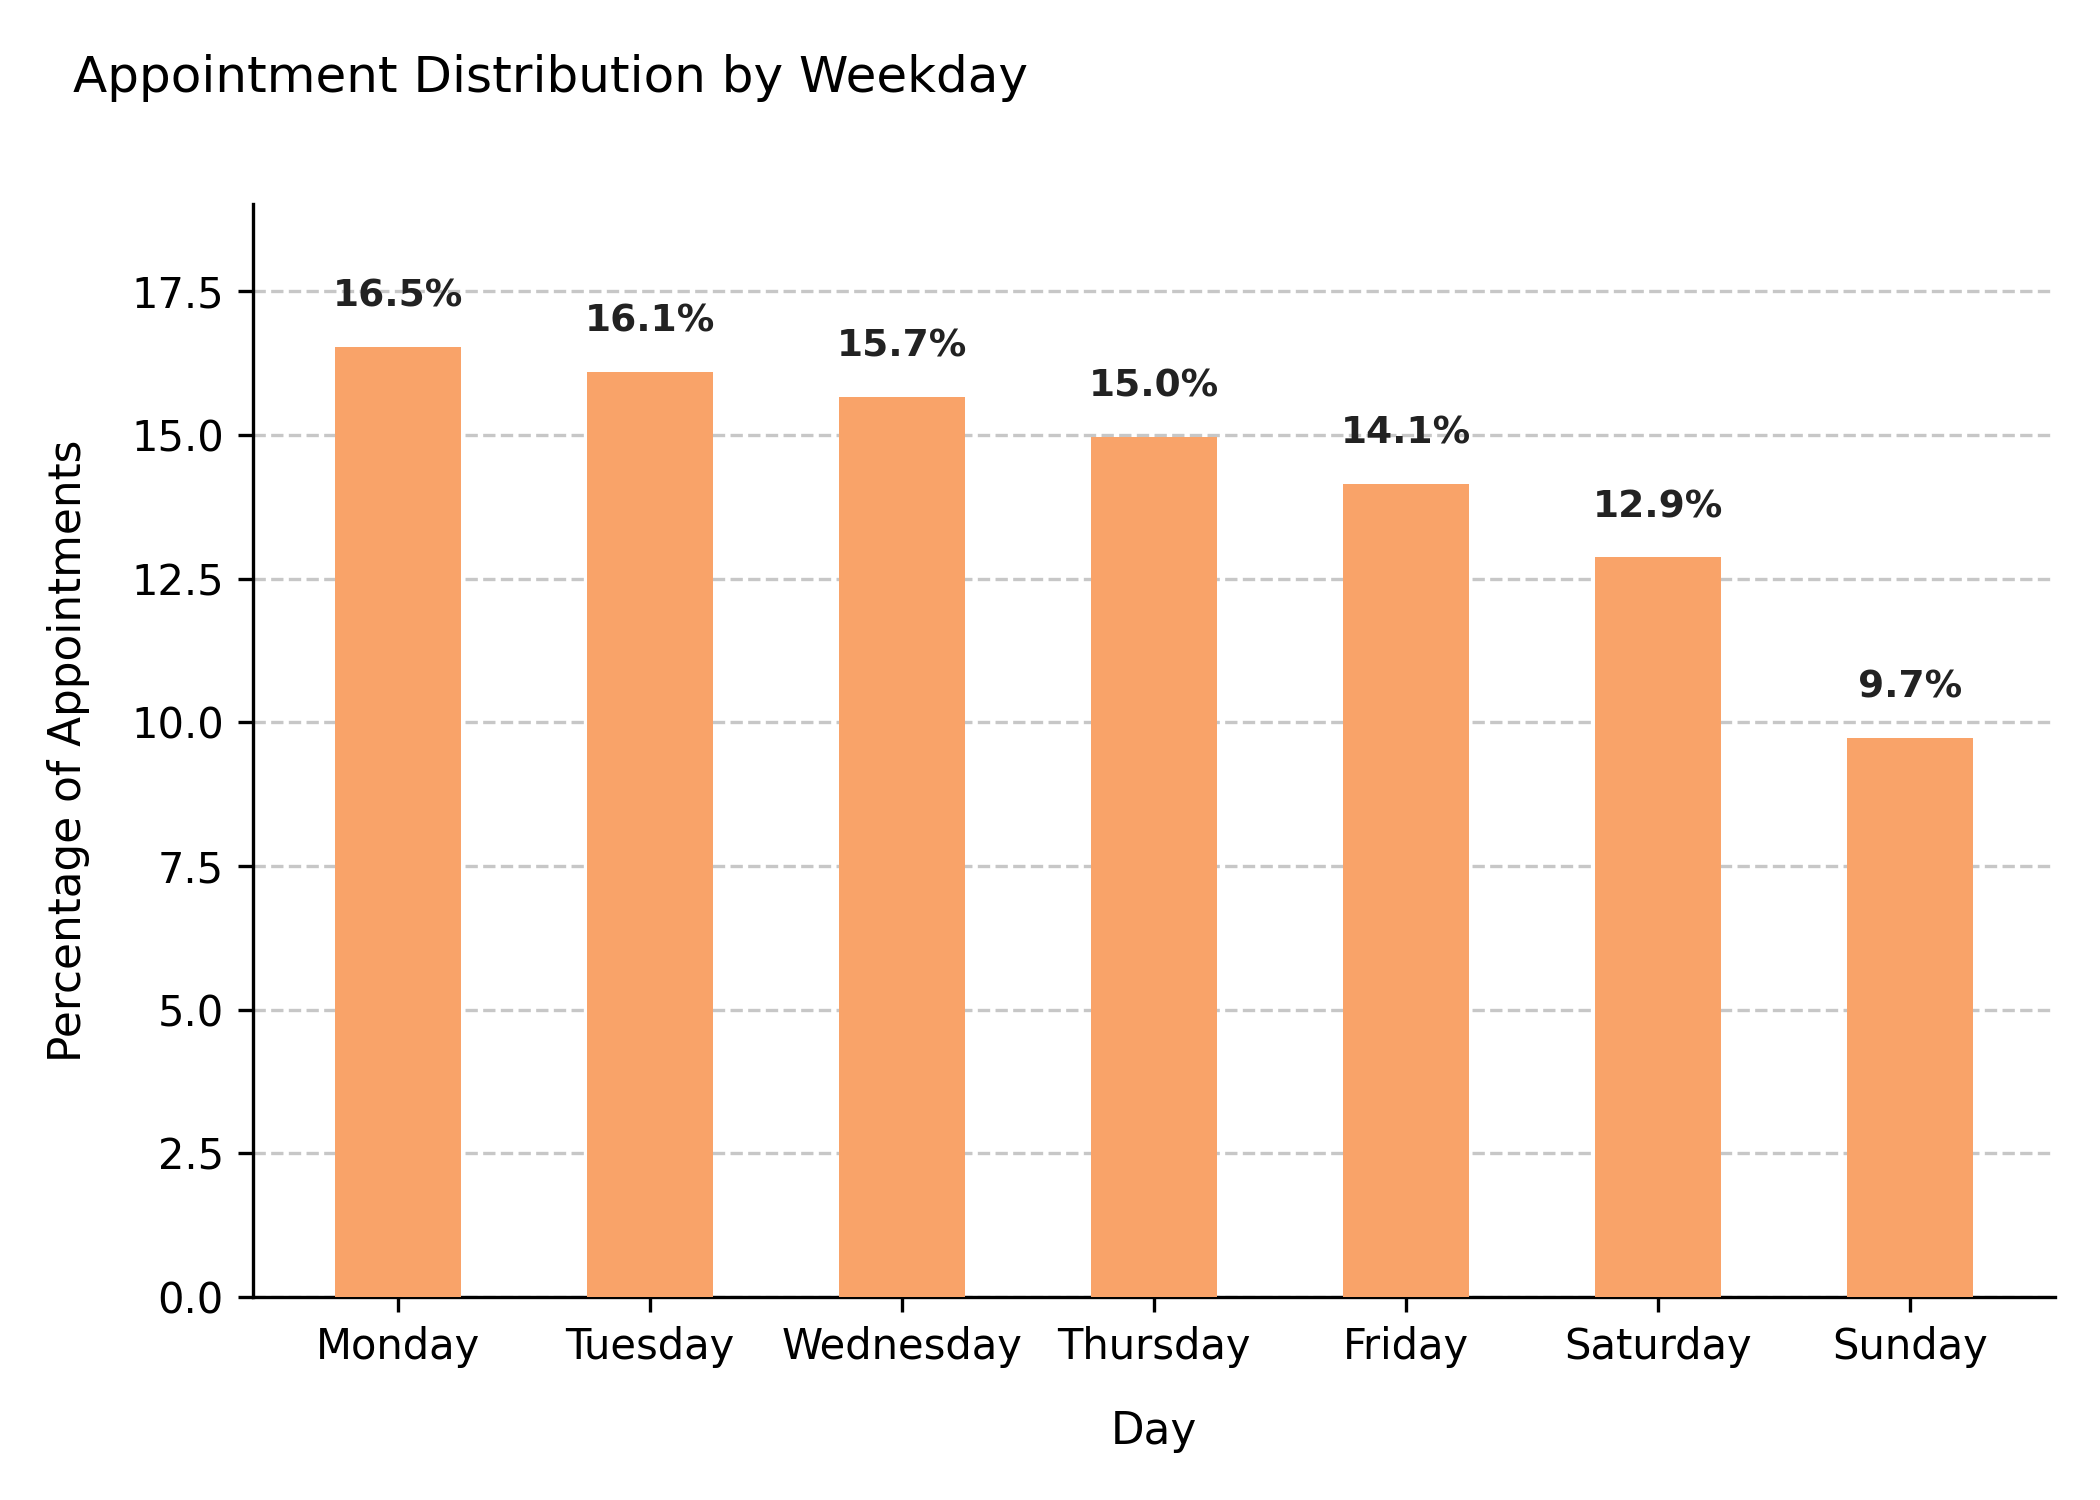 Appointment Distribution by Weekday
17.5
15.0
12.5
10.0
7.5
5.0
2.5
0.0
Percentage of Appointments
16.5%
16.1%
15.7%
15.0%
14.1%
12.9%
9.7%
Monday
Tuesday
Wednesday
Thursday
Friday
Saturday
Sunday
Day